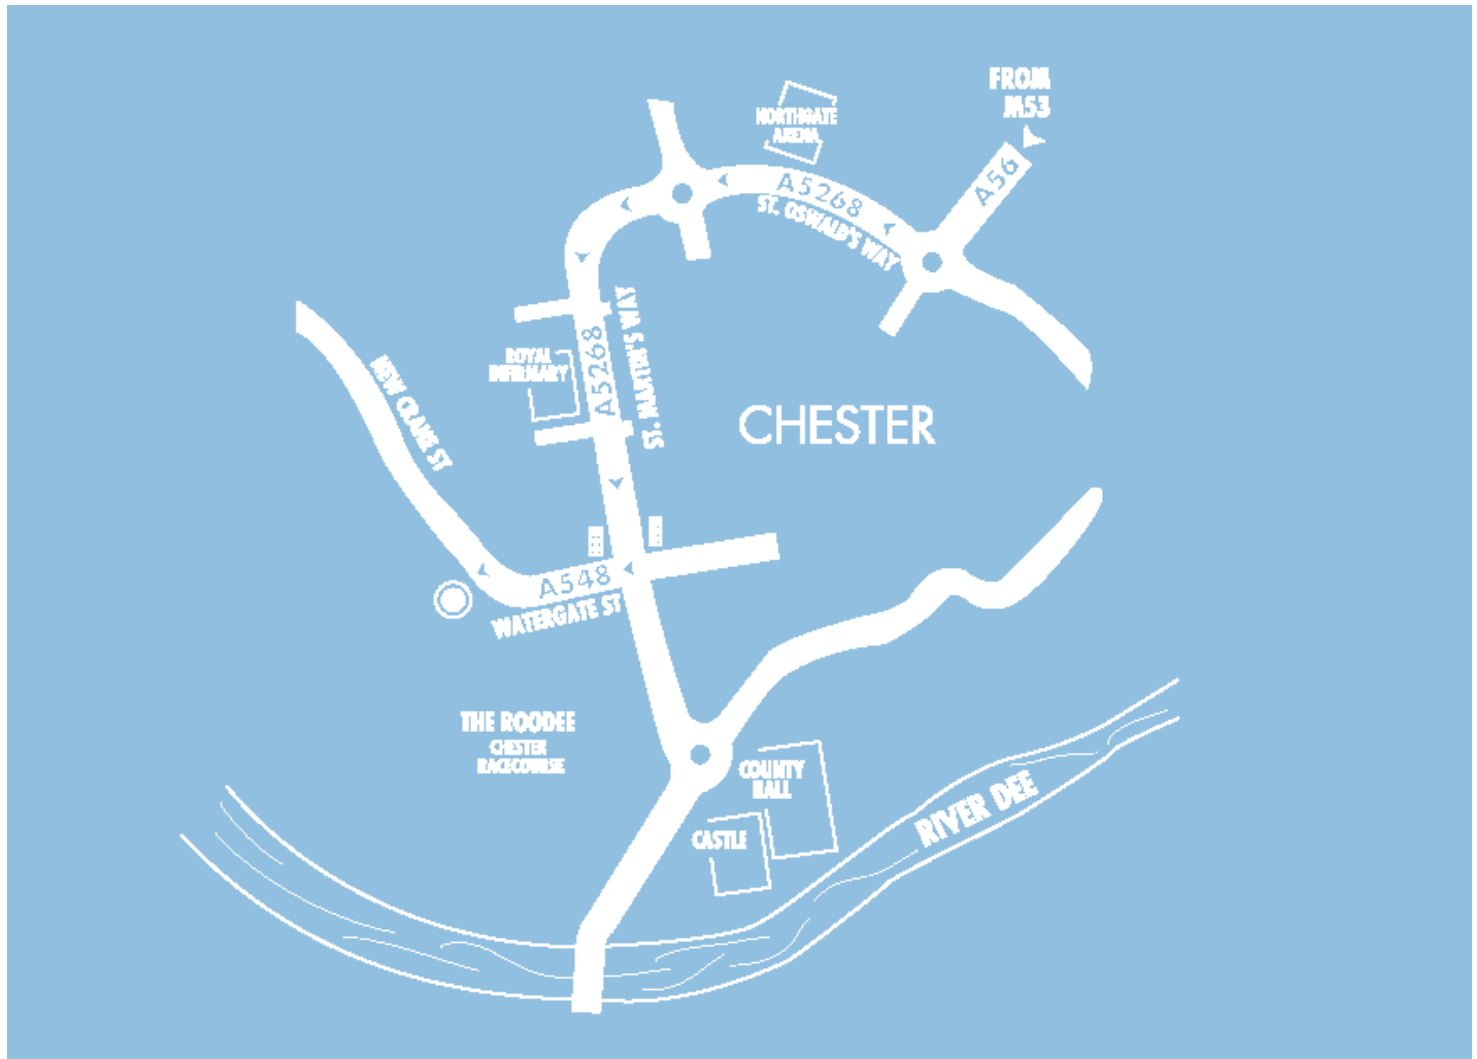 FROM
M53
NORTHGATE
ARENA
A56
A5268
ST. OSWALD'S WAY
ST. MARTIN'S WAY
A5268
ROYAL
INFIRMARY
NEW CRANE ST
CHESTER
A548
WATERGATE ST
THE ROODEE
CHESTER
RACECOURSE
COUNTY
HALL
CASTLE
RIVER DEE